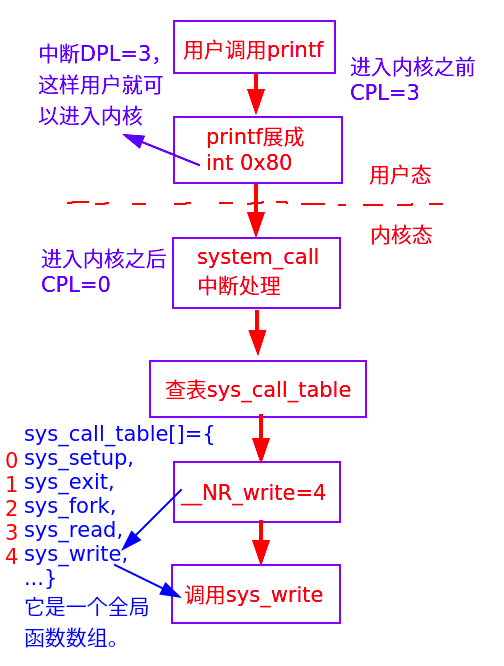 用户调用printf
中断DPL=3，
这样用户就可
以进入内核
进入内核之前
CPL=3
printf展成
int 0x80
用户态
内核态
进入内核之后
CPL=0
system_call
中断处理
查表sys_call_table
sys_call_table[]={
0 sys_setup,
1 sys_exit,
2 sys_fork,
3 sys_read,
4 sys_write,
...}
它是一个全局
函数数组。
__NR_write=4
调用sys_write